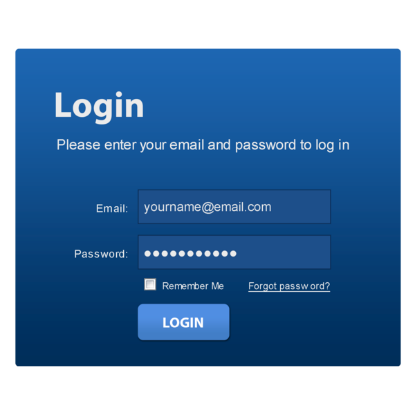 Login
Please enter your email and password to log in
Email: yourname@email.com
Password: ●●●●●●●●●●●
Remember Me Forgot password?
LOGIN